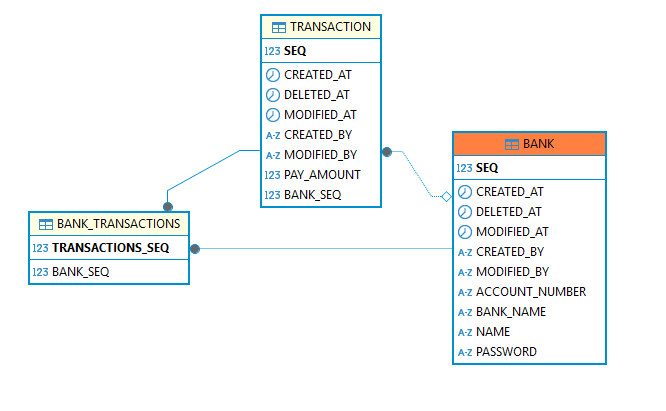 TRANSACTION
123 SEQ
CREATED_AT
DELETED_AT
MODIFIED_AT
A-Z CREATED_BY
A-Z MODIFIED_BY
123 PAY_AMOUNT
123 BANK_SEQ
BANK
123 SEQ
CREATED_AT
DELETED_AT
MODIFIED_AT
A-Z CREATED_BY
A-Z MODIFIED_BY
A-Z ACCOUNT_NUMBER
A-Z BANK_NAME
A-Z NAME
A-Z PASSWORD
BANK_TRANSACTIONS
123 TRANSACTIONS_SEQ
123 BANK_SEQ